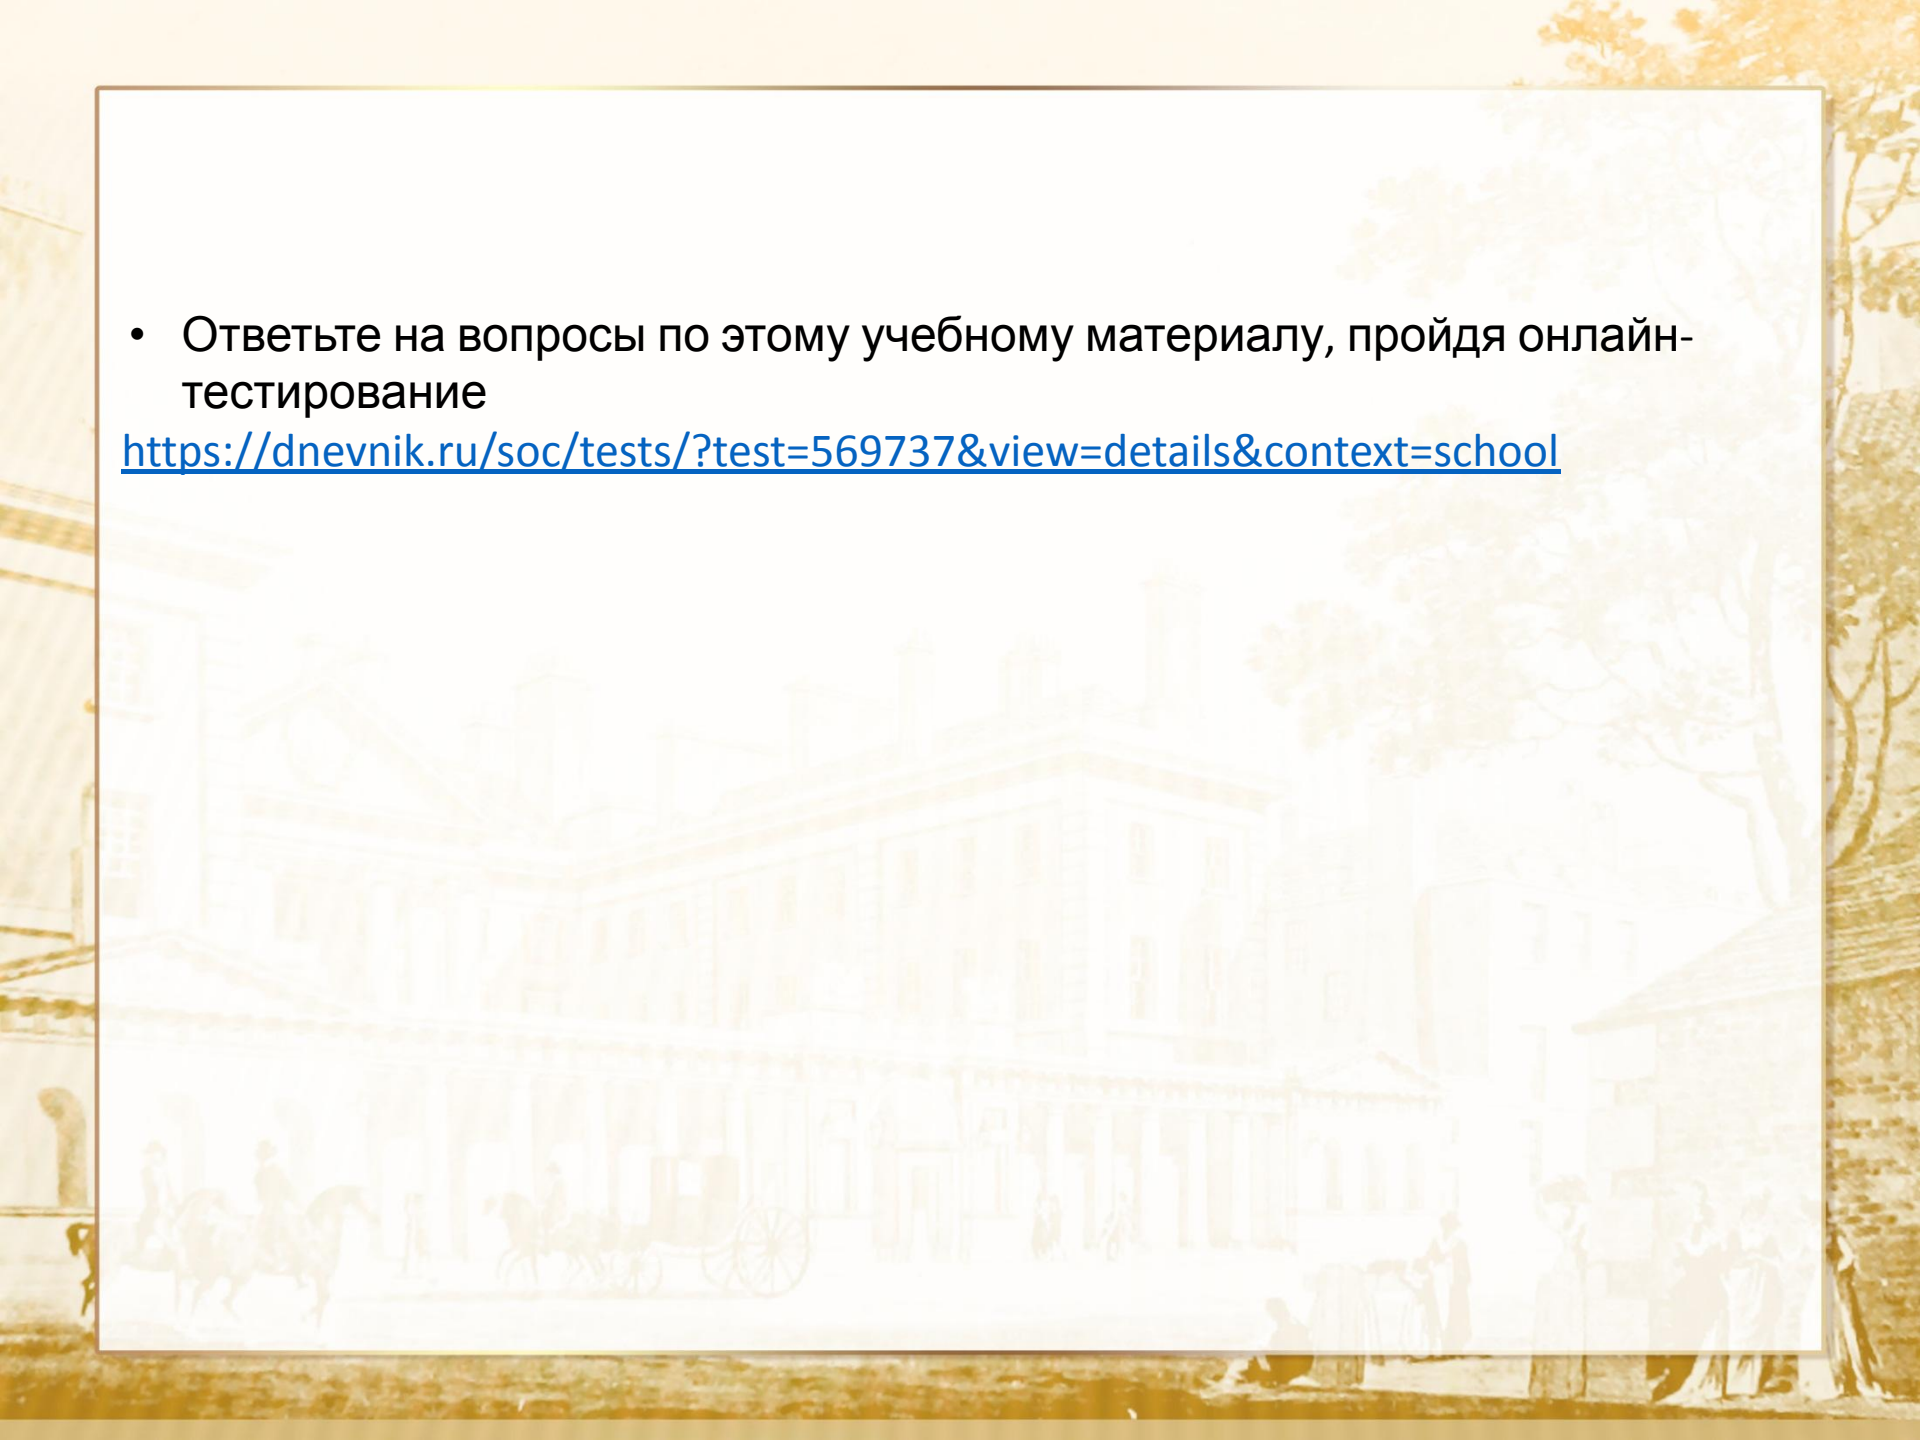 • Ответьте на вопросы по этому учебному материалу, пройдя онлайн-
тестирование
https://dnevnik.ru/soc/tests/?test=569737&view=details&context=school